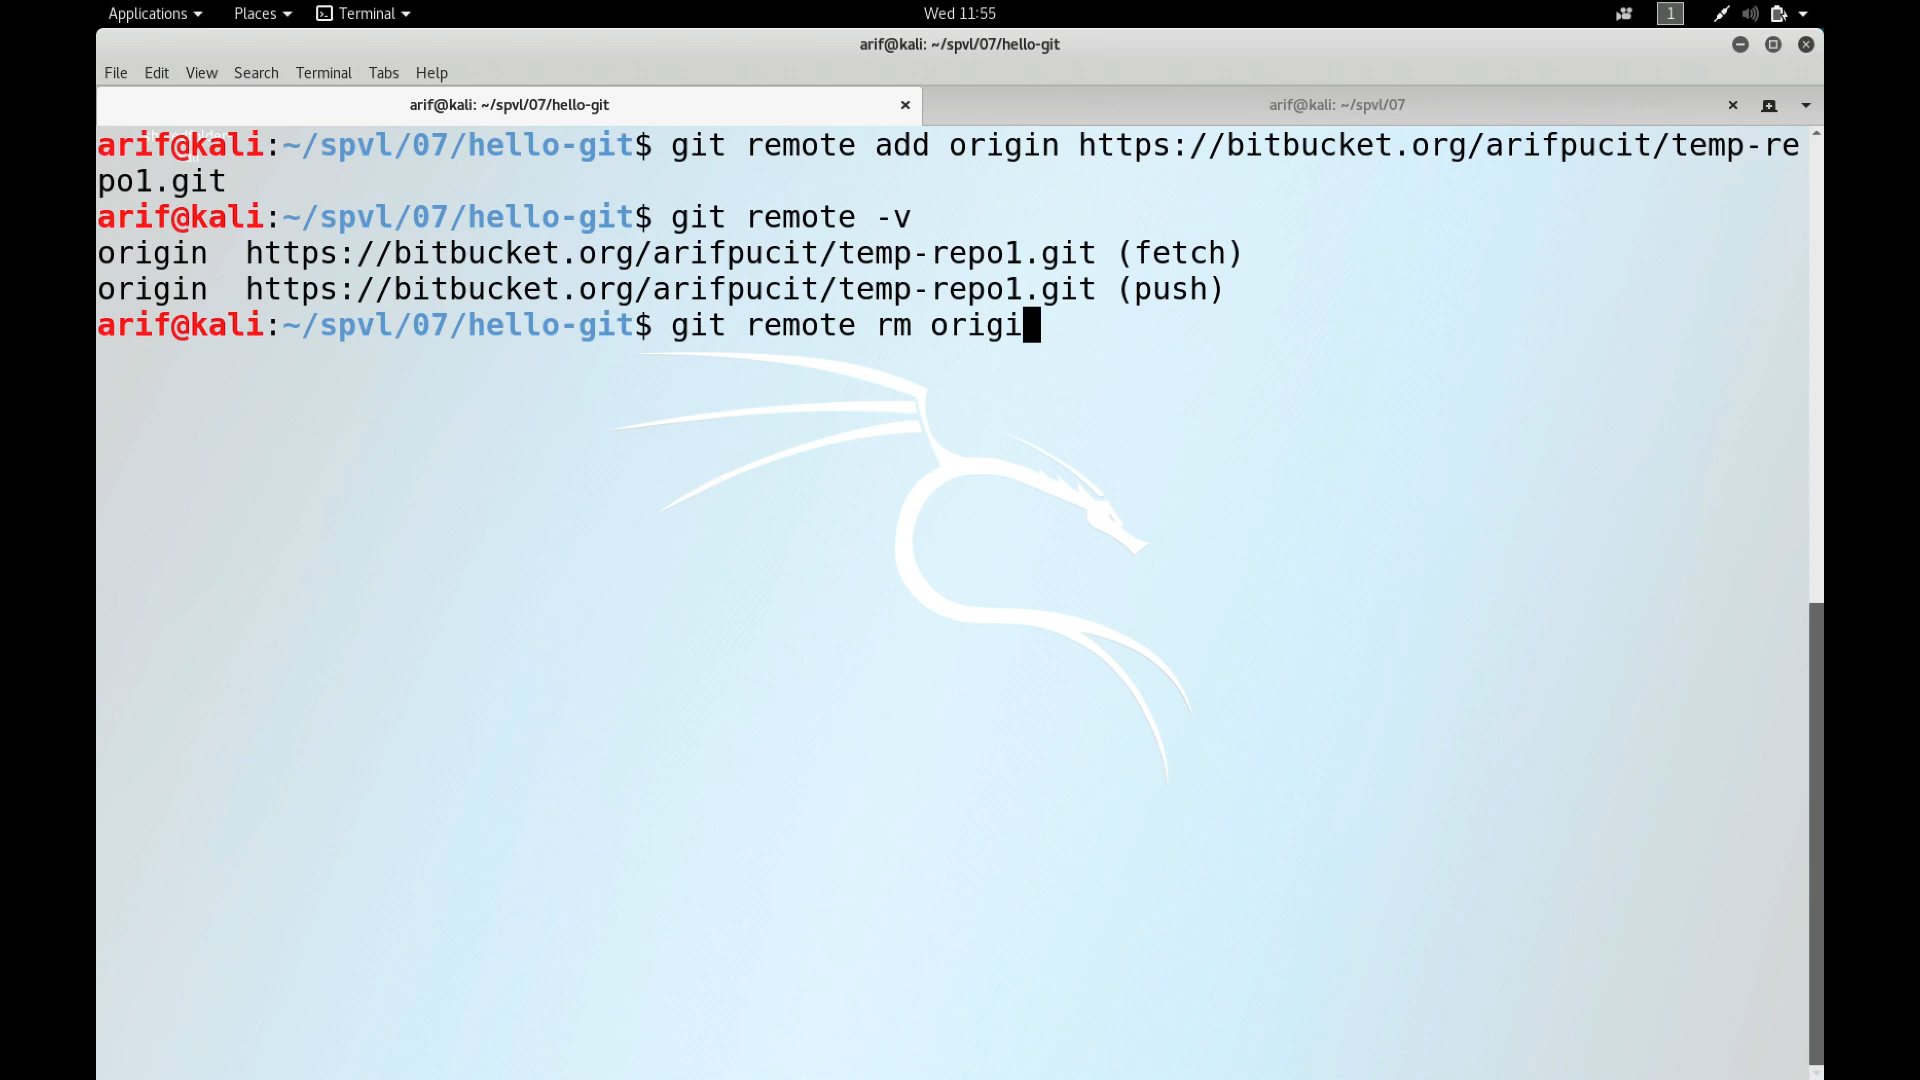 Applications Places Terminal Wed 11:55 1
arif@kali: ~/spvl/07/hello-git
File Edit View Search Terminal Tabs Help
arif@kali: ~/spvl/07/hello-git arif@kali: ~/spvl/07
arif@kali:~/spvl/07/hello-git$ git remote add origin https://bitbucket.org/arifpucit/temp-re
po1.git
arif@kali:~/spvl/07/hello-git$ git remote -v
origin  https://bitbucket.org/arifpucit/temp-repo1.git (fetch)
origin  https://bitbucket.org/arifpucit/temp-repo1.git (push)
arif@kali:~/spvl/07/hello-git$ git remote rm origi